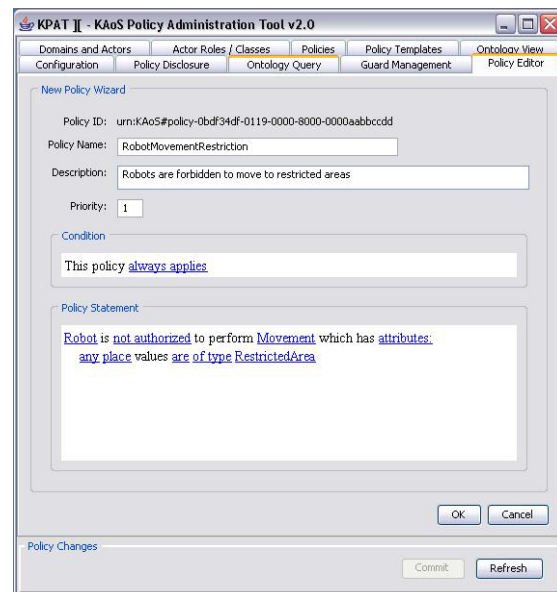 KPAT ][ - KAoS Policy Administration Tool v2.0
Domains and Actors Actor Roles / Classes Policies Policy Templates Ontology View
Configuration Policy Disclosure Ontology Query Guard Management Policy Editor
New Policy Wizard
Policy ID: urn:KAoS#policy-0bdf34df-0119-0000-8000-0000aabbccdd
Policy Name: RobotMovementRestriction
Description: Robots are forbidden to move to restricted areas
Priority: 1
Condition
This policy always applies
Policy Statement
Robot is not authorized to perform Movement which has attributes:
any place values are of type RestrictedArea
OK Cancel
Policy Changes
Commit Refresh